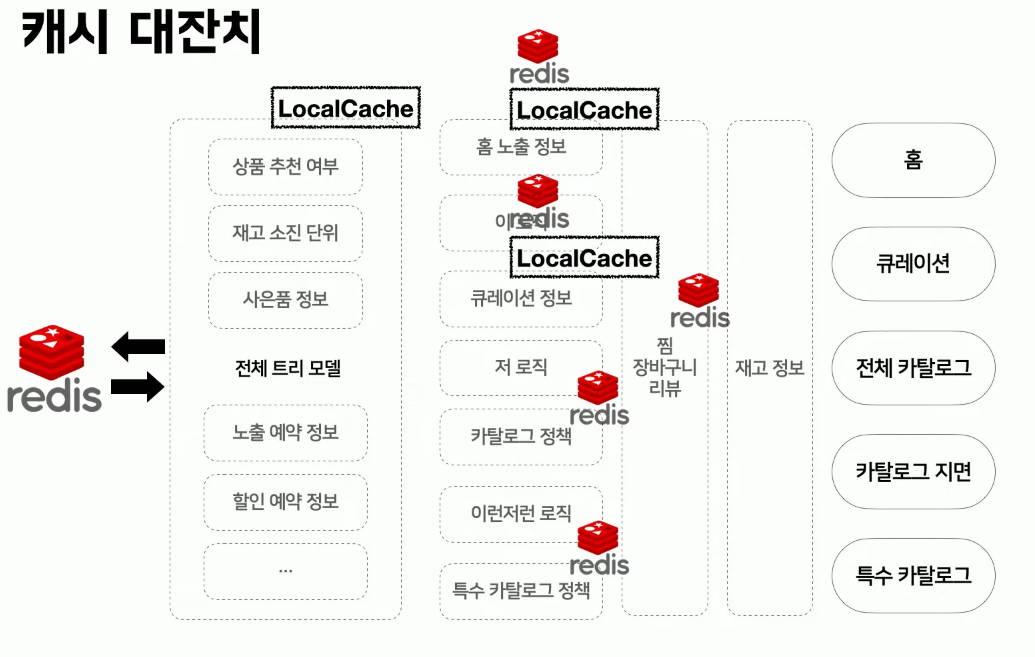 캐시 대잔치
redis
LocalCache
LocalCache
상품 추천 여부
재고 소진 단위
사은품 정보
전체 트리 모델
노출 예약 정보
할인 예약 정보
...
redis
홈 노출 정보
redis
이 로직
LocalCache
큐레이션 정보
저 로직
redis
카탈로그 정책
이런저런 로직
redis
특수 카탈로그 정책
redis
찜
장바구니
리뷰
재고 정보
홈
큐레이션
전체 카탈로그
카탈로그 지면
특수 카탈로그